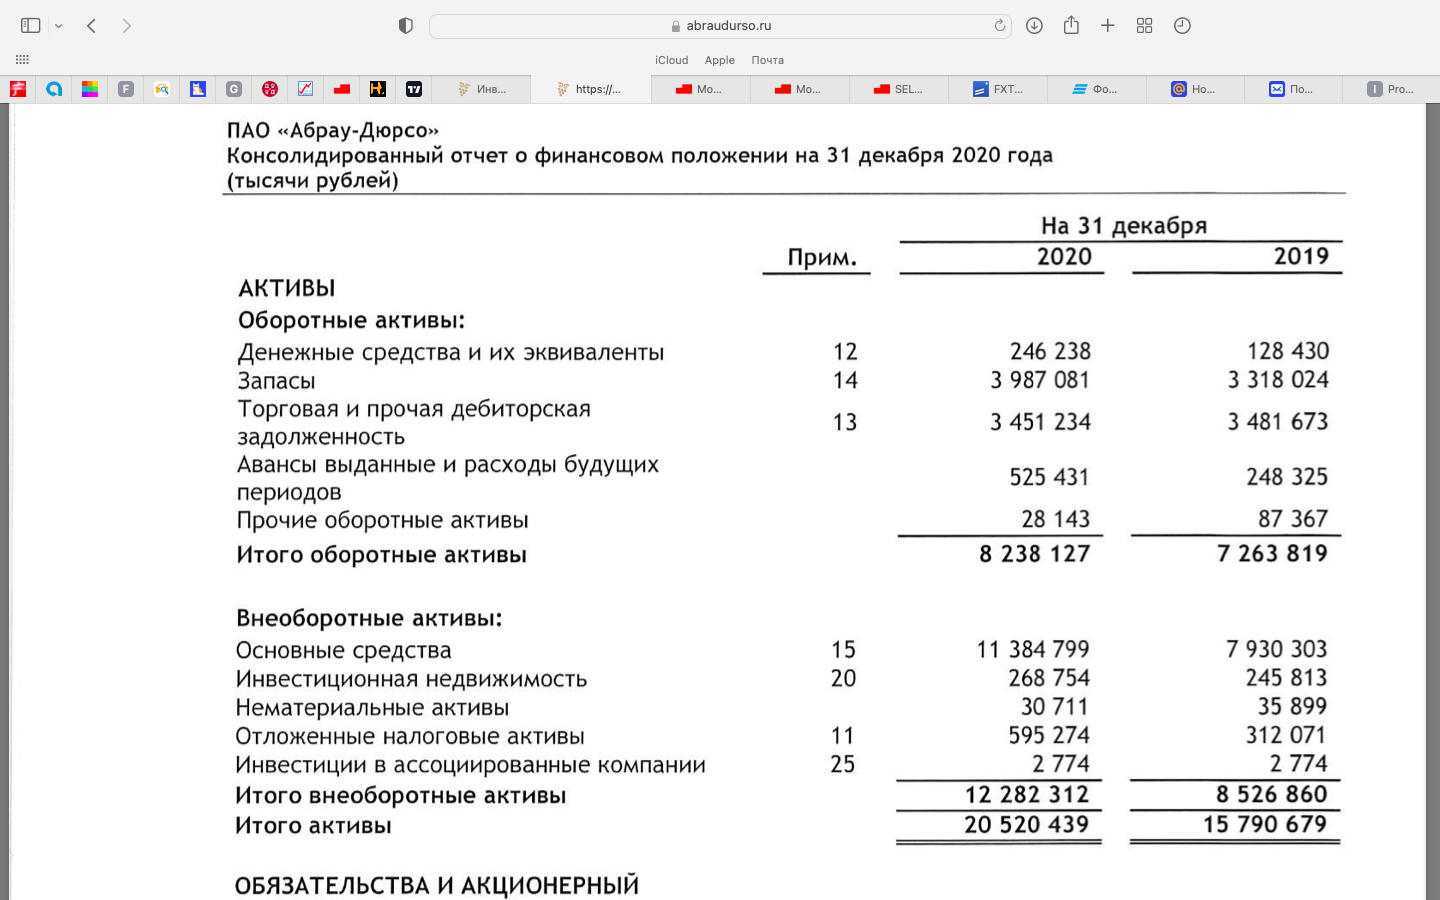 abraudurso.ru
iCloud Apple Почта
F G 17 Инв... https://... Мо... Мо... SEL... FXT... Фо... Но... По... I Pro...
ПАО «Абрау-Дюрсо»
Консолидированный отчет о финансовом положении на 31 декабря 2020 года
(тысячи рублей)
На 31 декабря
Прим. 2020 2019
АКТИВЫ
Оборотные активы:
Денежные средства и их эквиваленты 12 246 238 128 430
Запасы 14 3 987 081 3 318 024
Торговая и прочая дебиторская
задолженность 13 3 451 234 3 481 673
Авансы выданные и расходы будущих
периодов 525 431 248 325
Прочие оборотные активы 28 143 87 367
Итого оборотные активы 8 238 127 7 263 819
Внеоборотные активы:
Основные средства 15 11 384 799 7 930 303
Инвестиционная недвижимость 20 268 754 245 813
Нематериальные активы 30 711 35 899
Отложенные налоговые активы 11 595 274 312 071
Инвестиции в ассоциированные компании 25 2 774 2 774
Итого внеоборотные активы 12 282 312 8 526 860
Итого активы 20 520 439 15 790 679
ОБЯЗАТЕЛЬСТВА И АКЦИОНЕРНЫЙ